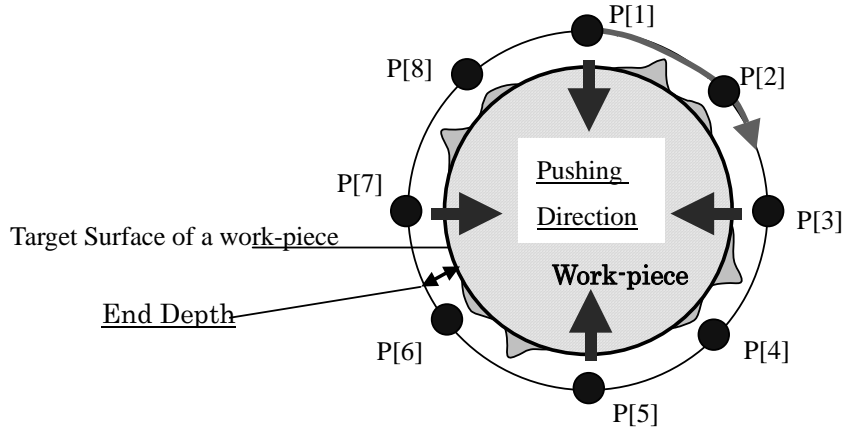 P[1]
P[8]
P[2]
Pushing
P[7]
Direction
P[3]
Target Surface of a work-piece
Work-piece
End Depth
P[6]
P[4]
P[5]